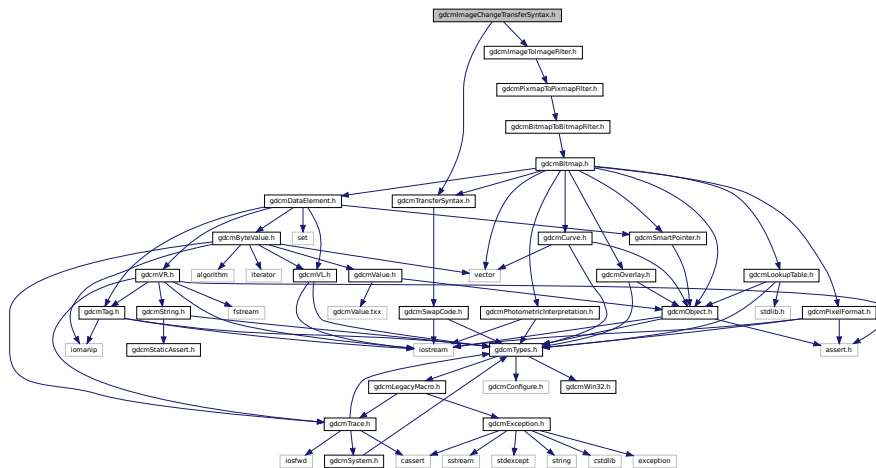 gdcmImageChangeTransferSyntax.h
gdcmImageToImageFilter.h
gdcmPixmapToPixmapFilter.h
gdcmBitmapToBitmapFilter.h
gdcmBitmap.h
gdcmDataElement.h
gdcmTransferSyntax.h
gdcmByteValue.h
set
gdcmCurve.h
gdcmSmartPointer.h
gdcmVR.h
algorithm
iterator
gdcmVL.h
gdcmValue.h
vector
gdcmOverlay.h
gdcmLookupTable.h
gdcmTag.h
gdcmString.h
fstream
gdcmValue.txx
gdcmSwapCode.h
gdcmPhotometricInterpretation.h
gdcmObject.h
stdlib.h
gdcmPixelFormat.h
iomanip
gdcmStaticAssert.h
iostream
gdcmTypes.h
assert.h
gdcmLegacyMacro.h
gdcmConfigure.h
gdcmWin32.h
gdcmTrace.h
gdcmException.h
iosfwd
gdcmSystem.h
cassert
sstream
stdexcept
string
cstdlib
exception